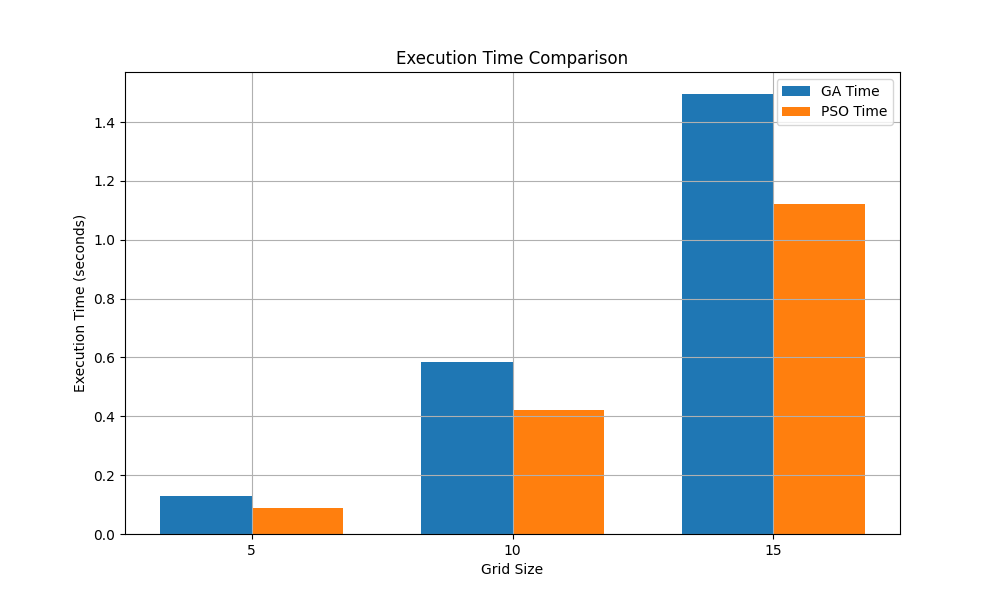 Execution Time Comparison
GA Time
PSO Time
Execution Time (seconds)
1.4
1.2
1.0
0.8
0.6
0.4
0.2
0.0
5
10
15
Grid Size